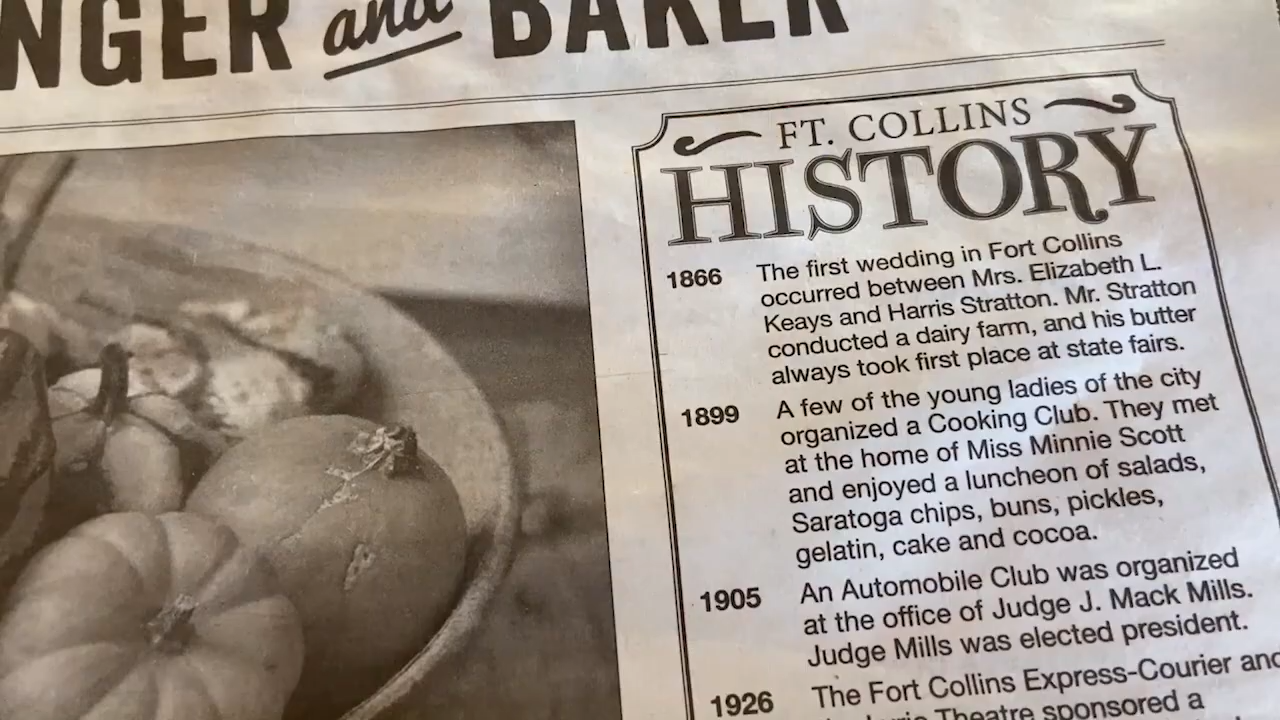 NGER and BAKER
FT. COLLINS
HISTORY
1866 The first wedding in Fort Collins
occurred between Mrs. Elizabeth L.
Keays and Harris Stratton. Mr. Stratton
conducted a dairy farm, and his butter
always took first place at state fairs.
1899 A few of the young ladies of the city
organized a Cooking Club. They met
at the home of Miss Minnie Scott
and enjoyed a luncheon of salads,
Saratoga chips, buns, pickles,
gelatin, cake and cocoa.
1905 An Automobile Club was organized
at the office of Judge J. Mack Mills.
Judge Mills was elected president.
1926 The Fort Collins Express-Courier and
Theatre sponsored a